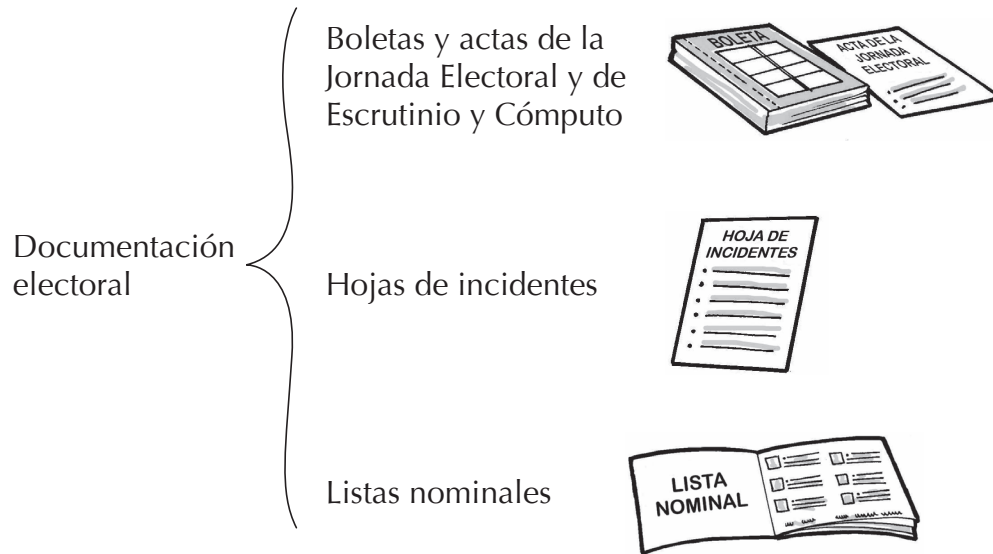 Boletas y actas de la
Jornada Electoral y de
Escrutinio y Cómputo
BOLETA
ACTA DE LA
JORNADA
ELECTORAL
Documentación
electoral
Hojas de incidentes
HOJA DE
INCIDENTES
Listas nominales
LISTA
NOMINAL